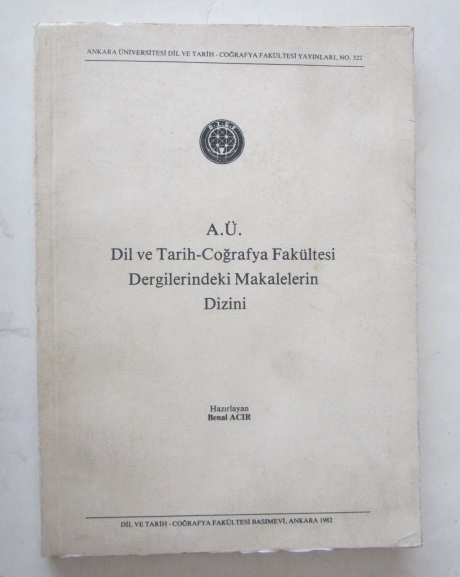 ANKARA ÜNİVERSİTESİ DİL VE TARİH - COĞRAFYA FAKÜLTESİ YAYINLARI, NO. 322
A.Ü.
Dil ve Tarih-Coğrafya Fakültesi
Dergilerindeki Makalelerin
Dizini
Hazırlayan
Benal ACIR
DİL VE TARİH - COĞRAFYA FAKÜLTESİ BASIMEVİ, ANKARA 1982